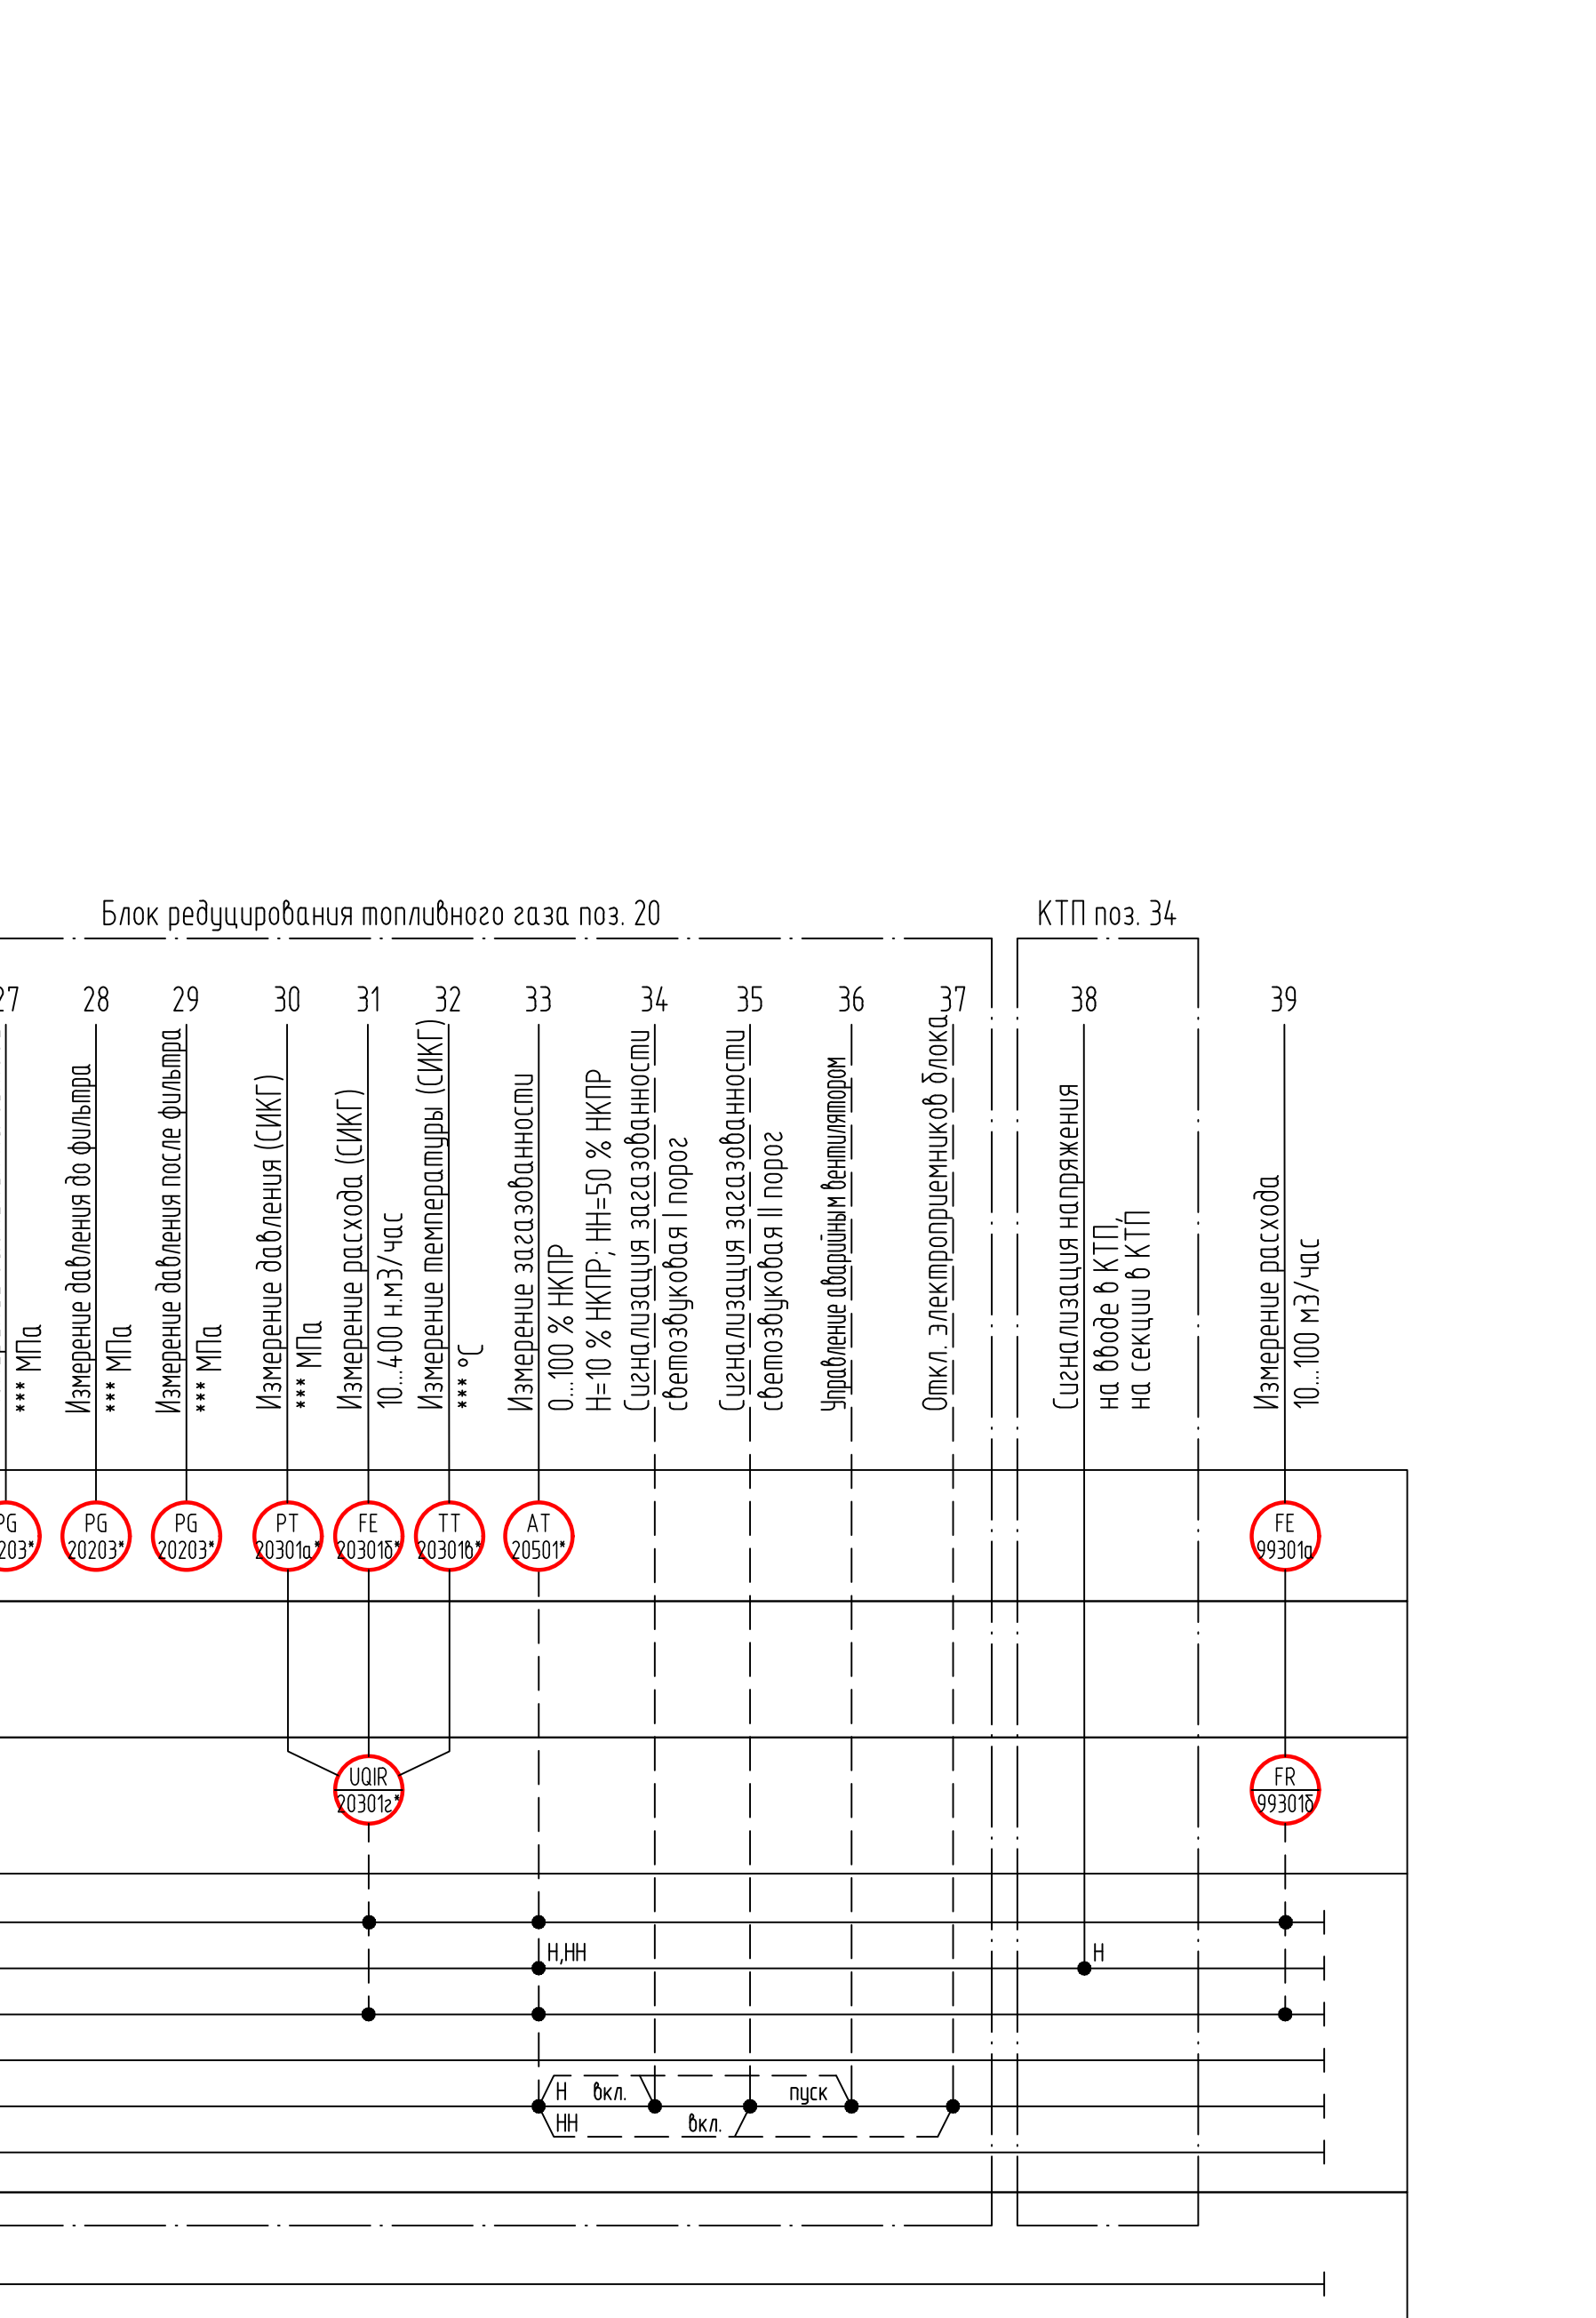 Блок редуцирования топливного газа поз. 20
КТП поз. 34
27
28
29
30
31
32
33
34
35
36
37
38
39
*** МПа
Измерение давления до фильтра
*** МПа
Измерение давления после фильтра
*** МПа
Измерение давления (СИКГ)
*** МПа
Измерение расхода (СИКГ)
10...400 н.м3/час
Измерение температуры (СИКГ)
*** °С
Измерение загазованности
0...100 % НКПР
Н=10 % НКПР; НН=50 % НКПР
Сигнализация загазованности
светозвуковая I порог
Сигнализация загазованности
светозвуковая II порог
Управление аварийным вентилятором
Откл. электроприемников блока
Сигнализация напряжения
на вводе в КТП,
на секции в КТП
Измерение расхода
10...100 м3/час
PG
203*
PG
20203*
PG
20203*
PT
20301а*
FE
20301б*
TT
20301в*
AT
20501*
FE
99301а
UQIR
20301г*
FR
99301б
Н,НН
Н
Н вкл. пуск
НН вкл.